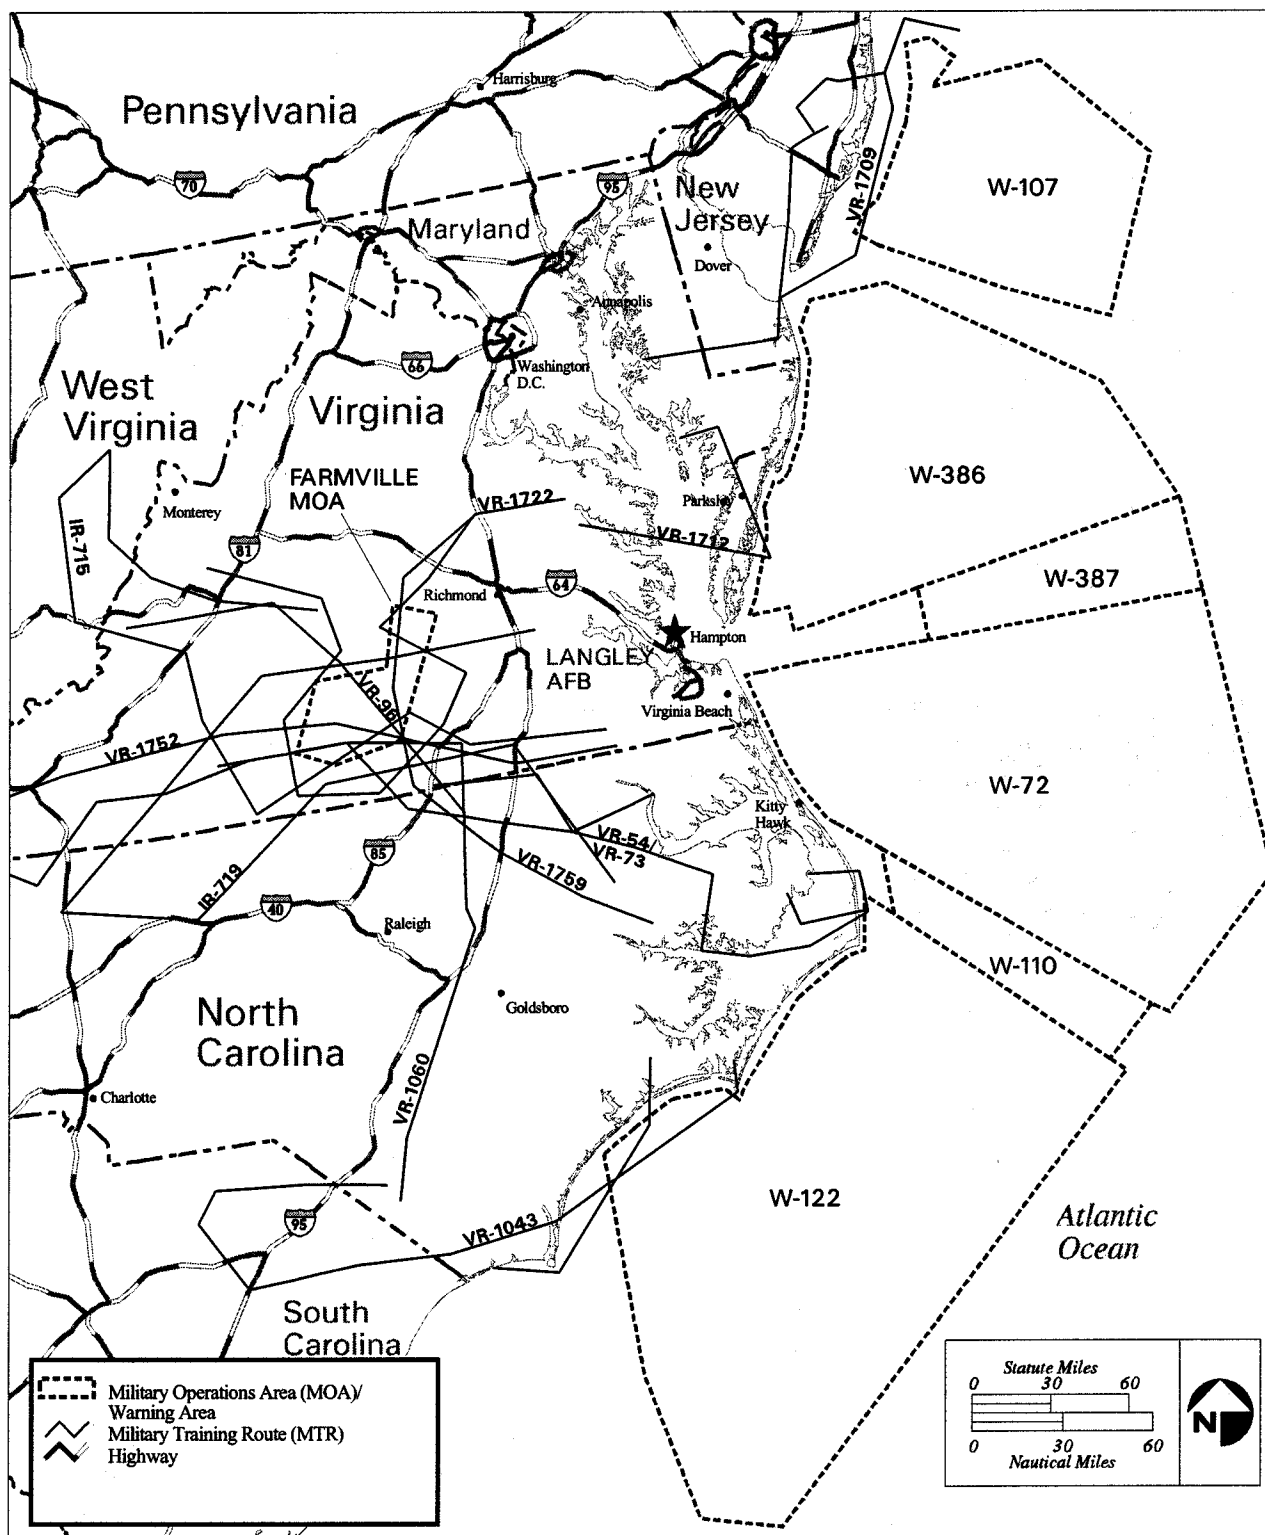 Harrisburg
Pennsylvania
70
95
New
Jersey
VR-1709
W-107
Maryland
Dover
Annapolis
66
Washington
D.C.
West
Virginia
Virginia
FARMVILLE
MOA
W-386
VR-1722
Parksley
Monterey
IR-715
VR-1712
81
W-387
64
Richmond
Hampton
LANGLEY
AFB
VR-96
Virginia Beach
VR-1752
W-72
Kitty
Hawk
VR-54/
VR-73
85
VR-1759
IR-719
40
Raleigh
W-110
North
Carolina
Goldsboro
VR-1060
Charlotte
W-122
95
VR-1043
Atlantic
Ocean
South
Carolina
Military Operations Area (MOA)/
Warning Area
Military Training Route (MTR)
Highway
Statute Miles
0 30 60
0 30 60
Nautical Miles
N